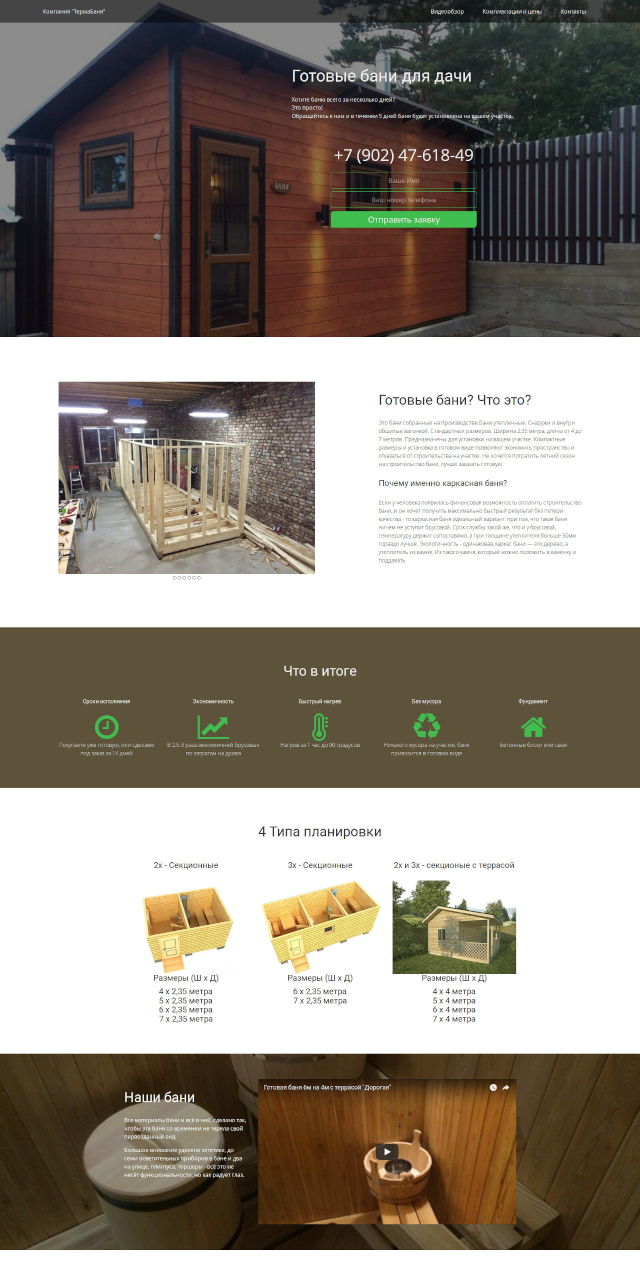 Компания "ТермаБаня"
Видеообзор
Комплектации и цены
Контакты
Готовые бани для дачи
Хотите баню всего за несколько дней?
Это просто!
Обращайтесь к нам и в течении 5 дней баня будет установлена на вашем участке.
+7 (902) 47-618-49
Ваше Имя
Ваш номер телефона
Отправить заявку
БАНЯ
Готовые бани? Что это?
Это бани собранные на производстве.Бани утепленные. Снаружи и внутри
обшитые вагонкой. Стандартных размеров. Ширина 2,35 метра, длина от 4 до
7 метров. Предназначены для установки на вашем участке. Компактные
размеры и установка в готовом виде позволяют экономить пространство и
отказаться от строительства на участке. Не хочется потратить летний сезон
на строительство бани, лучше заказать готовую.
Почему именно каркасная баня?
Если у человека появилась финансовая возможность оплатить строительство
бани, и он хочет получить максимально быстрый результат без потери
качества - то каркасная баня идеальный вариант, при том, что такая баня
ничем не уступит брусовой. Срок службы такой же, что и у брусовой,
температуру держит сопоставимо, а при толщине утеплителя больше 50мм
гораздо лучше. Экологичность - одинаковая, каркас бани — это дерево, а
утеплитель из камня. Из такого камня, который можно положить в каменку и
поддавать.
Что в итоге
Сроки исполнения
Экономичность
Быстрый нагрев
Без мусора
Фундамент
Покупаете уже готовую, или сделаем
под заказ за 14 дней
В 2.5-3 раза экономичней брусовых
по затратам на дрова
Нагрев за 1 час до 90 градусов
Никакого мусора на участке, баня
привозится в готовом виде
Бетонные блоки или сваи
4 Типа планировки
2х - Секционные
3х - Секционные
2х и 3х - секционые с террасой
Размеры (Ш х Д)
4 х 2,35 метра
5 х 2,35 метра
6 х 2,35 метра
7 х 2,35 метра
Размеры (Ш х Д)
6 х 2,35 метра
7 х 2,35 метра
Размеры (Ш х Д)
4 х 4 метра
5 х 4 метра
6 х 4 метра
7 х 4 метра
Наши бани
Все материалы бани и всё в ней, сделано так,
чтобы эта баня со временем не теряла свой
первозданный вид.
Большое внимание уделено эстетике, до
семи осветительных приборов в бане и два
на улице, плинтуса, торшеры - всё это не
несёт функциональности, но как радует глаз.
Готовая баня 6м на 4м с террасой "Дорогая"